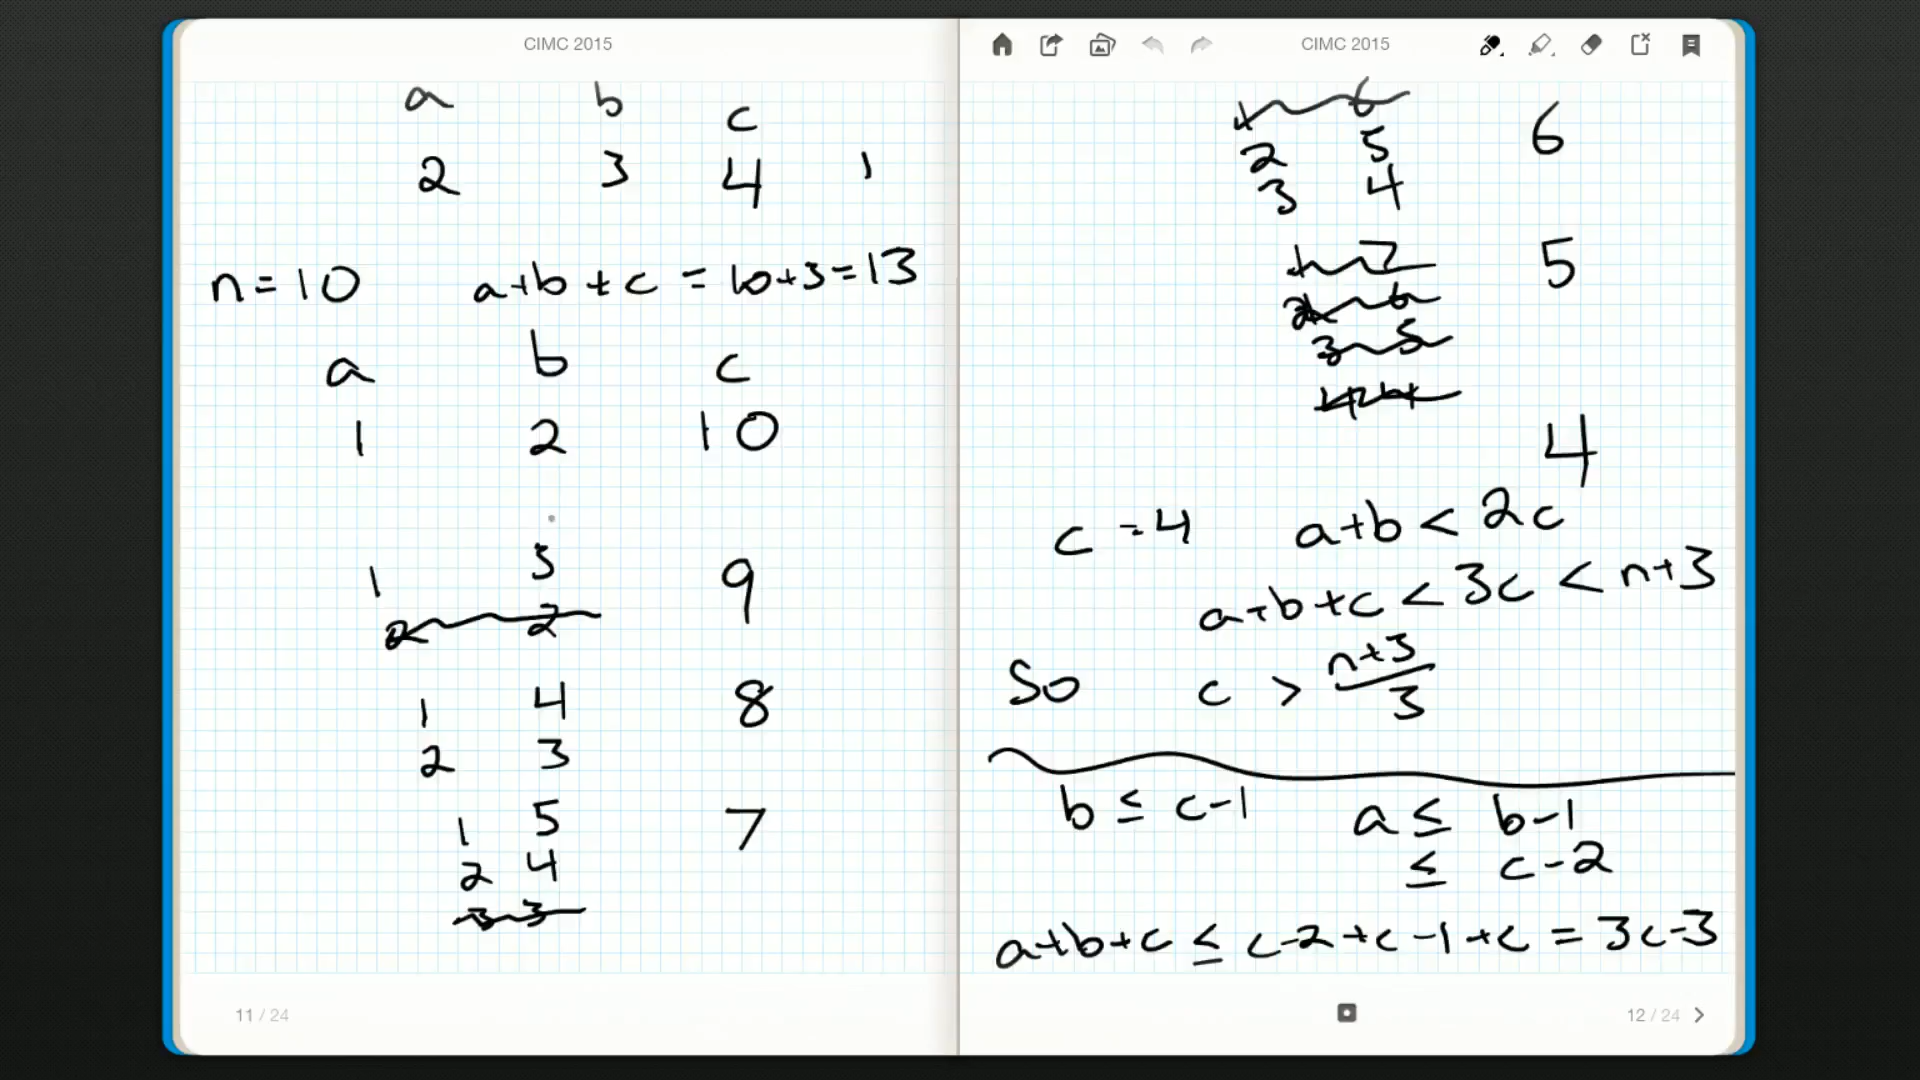 CIMC 2015
a b c
2 3 4 1
n=10 a+b+c = 10+3=13
a b c
1 2 10
1 3 9
2 2
1 4 8
2 3
1 5 7
2 4
3 3
11 / 24
CIMC 2015
1 6 6
2 5
3 4
1 7 5
2 6
3 5
4 4
4
c = 4 a+b < 2c
a+b+c < 3c < n+3
So c > n+3
3
b ≤ c-1 a ≤ b-1
≤ c-2
a+b+c ≤ c-2+c-1+c = 3c-3
12 / 24